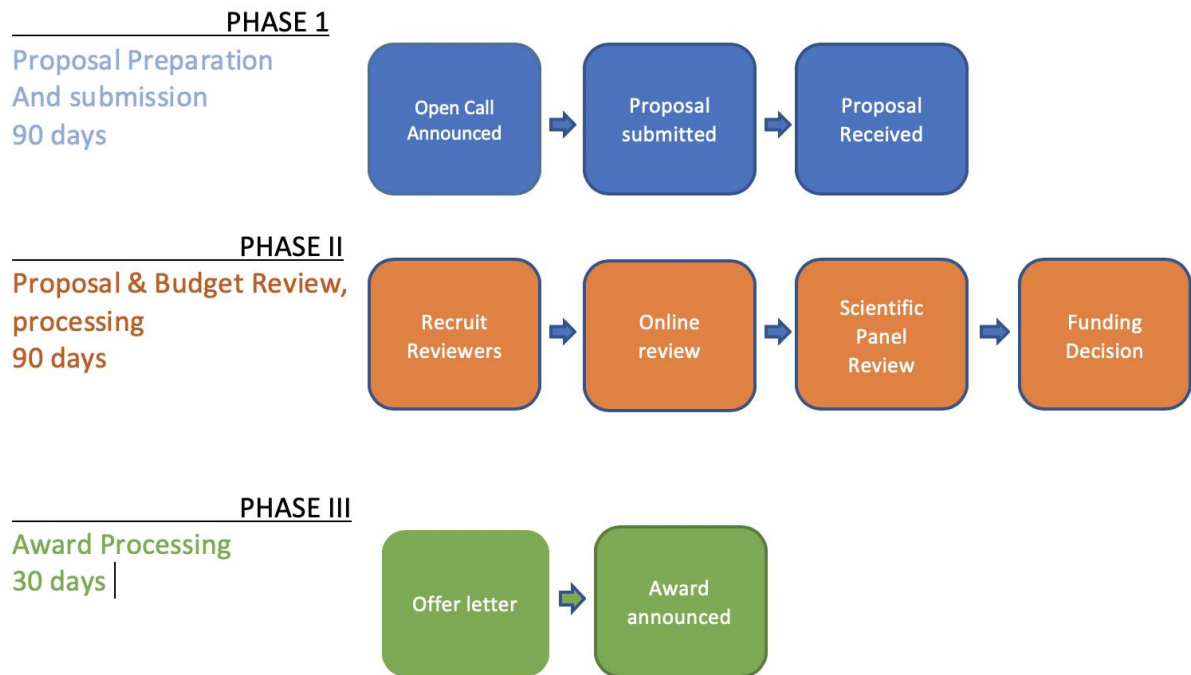 PHASE 1
Proposal Preparation
And submission
90 days
Open Call
Announced
Proposal
submitted
Proposal
Received
PHASE II
Proposal & Budget Review,
processing
90 days
Recruit
Reviewers
Online
review
Scientific
Panel
Review
Funding
Decision
PHASE III
Award Processing
30 days
Offer letter
Award
announced